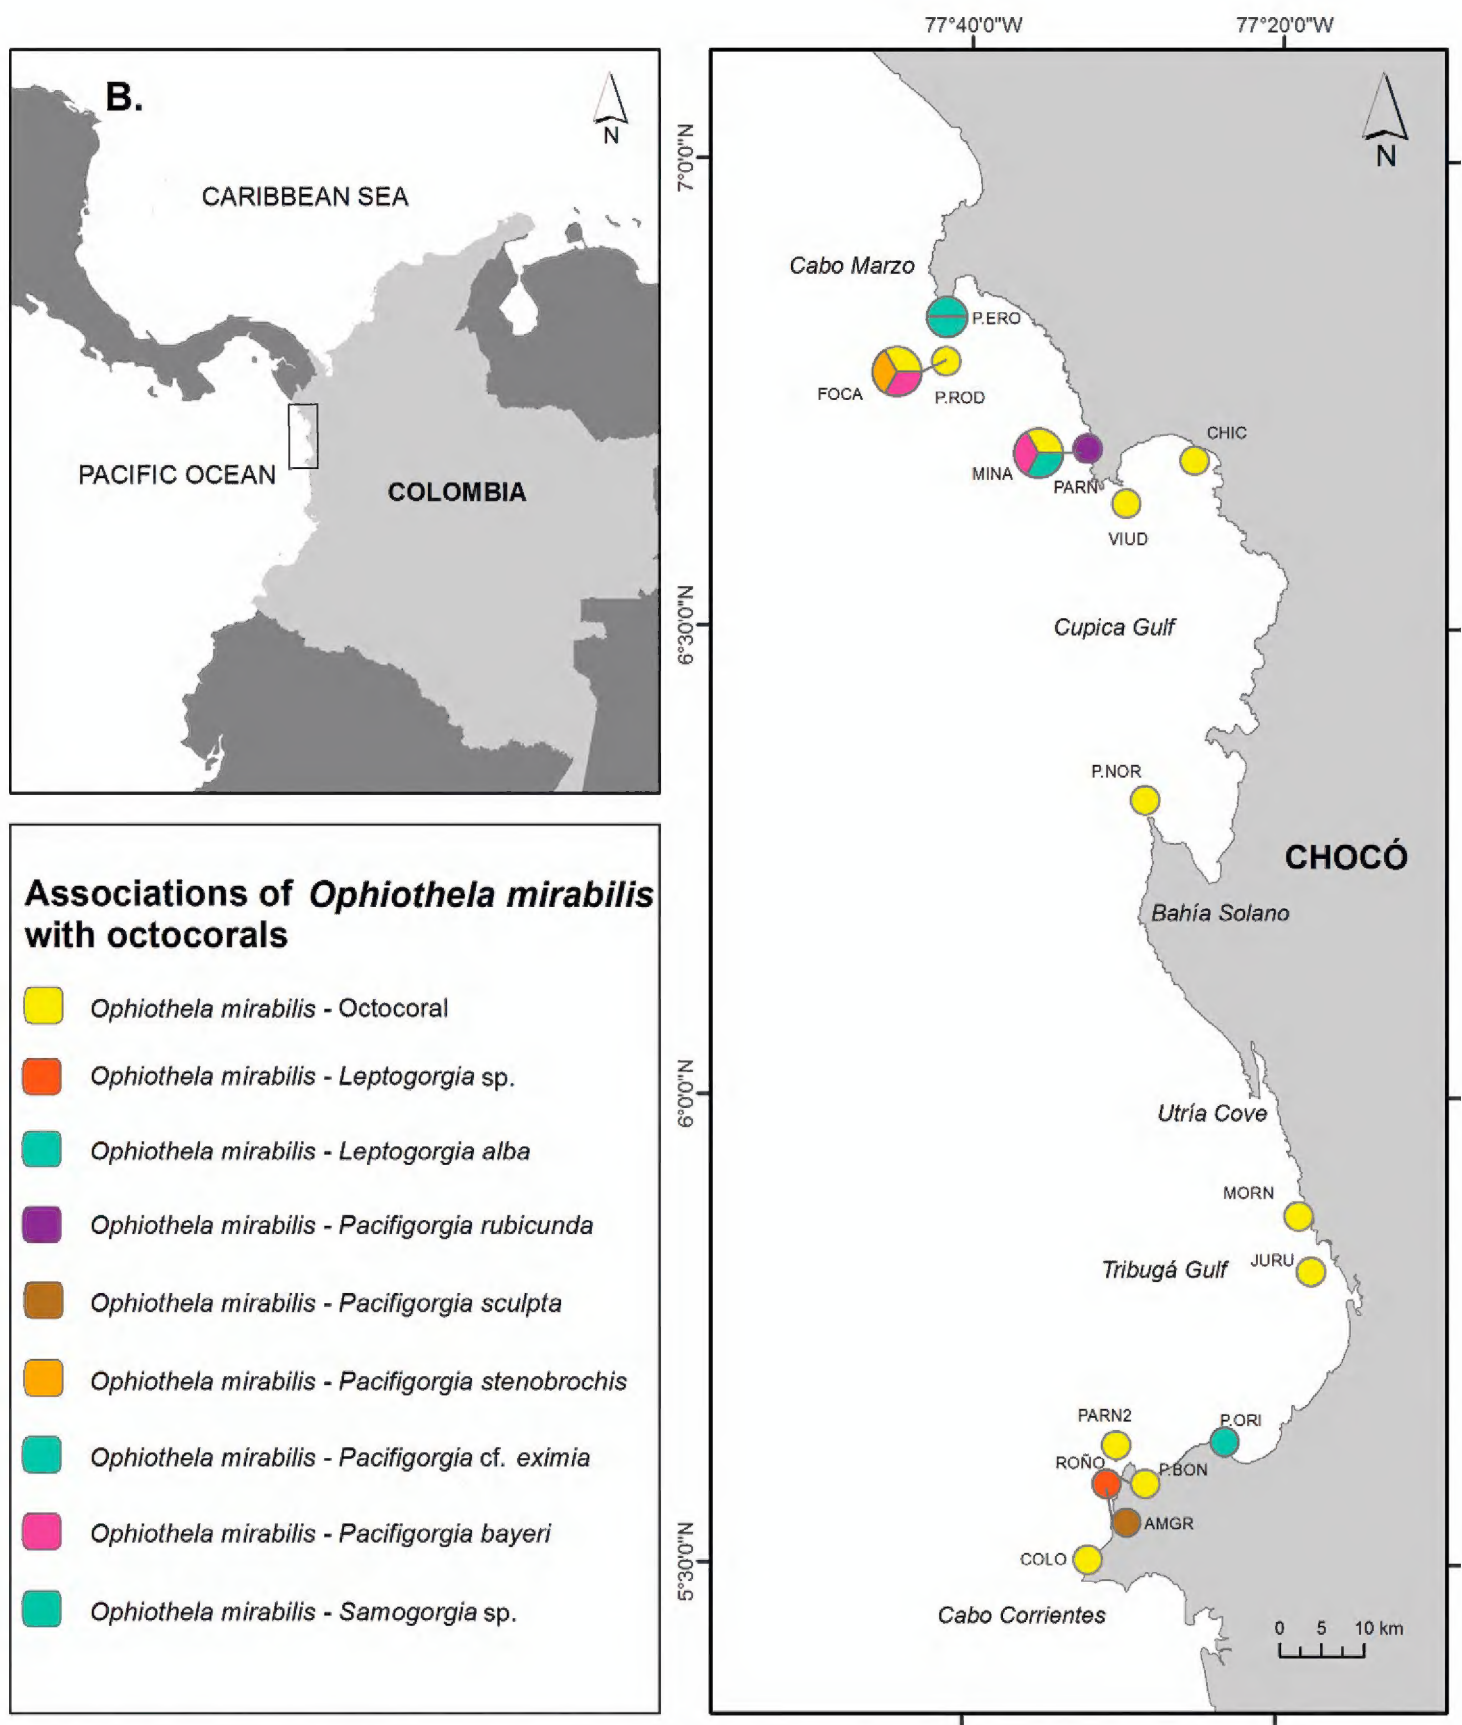 B.
N
CARIBBEAN SEA
PACIFIC OCEAN
COLOMBIA
Associations of Ophiothela mirabilis
with octocorals
Ophiothela mirabilis - Octocoral
Ophiothela mirabilis - Leptogorgia sp.
Ophiothela mirabilis - Leptogorgia alba
Ophiothela mirabilis - Pacifigorgia rubicunda
Ophiothela mirabilis - Pacifigorgia sculpta
Ophiothela mirabilis - Pacifigorgia stenobrochis
Ophiothela mirabilis - Pacifigorgia cf. eximia
Ophiothela mirabilis - Pacifigorgia bayeri
Ophiothela mirabilis - Samogorgia sp.
77°40'0"W
77°20'0"W
7°0'0"N
6°30'0"N
6°0'0"N
5°30'0"N
N
Cabo Marzo
P.ERO
FOCA
P.ROD
CHIC
MINA
PARN
VIUD
Cupica Gulf
P.NOR
CHOCÓ
Bahía Solano
Utría Cove
MORN
JURU
Tribugá Gulf
PARN2
P.ORI
ROÑO
P.BON
AMGR
COLO
Cabo Corrientes
0 5 10 km